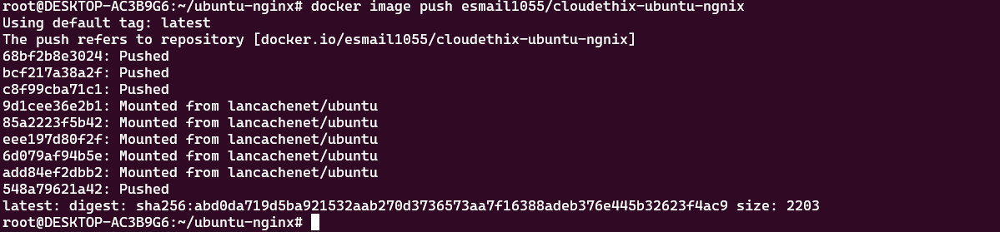 root@DESKTOP-AC3B9G6:~/ubuntu-nginx# docker image push esmail1055/cloudethix-ubuntu-ngnix
Using default tag: latest
The push refers to repository [docker.io/esmail1055/cloudethix-ubuntu-ngnix]
68bf2b8e3024: Pushed
bcf217a38a2f: Pushed
c8f99cba71c1: Pushed
9d1cee36e2b1: Mounted from lancachenet/ubuntu
85a2223f5b42: Mounted from lancachenet/ubuntu
eee197d80f2f: Mounted from lancachenet/ubuntu
6d079af94b5e: Mounted from lancachenet/ubuntu
add84ef2dbb2: Mounted from lancachenet/ubuntu
548a79621a42: Pushed
latest: digest: sha256:abd0da719d5ba921532aab270d3736573aa7f16388adeb376e445b32623f4ac9 size: 2203
root@DESKTOP-AC3B9G6:~/ubuntu-nginx#